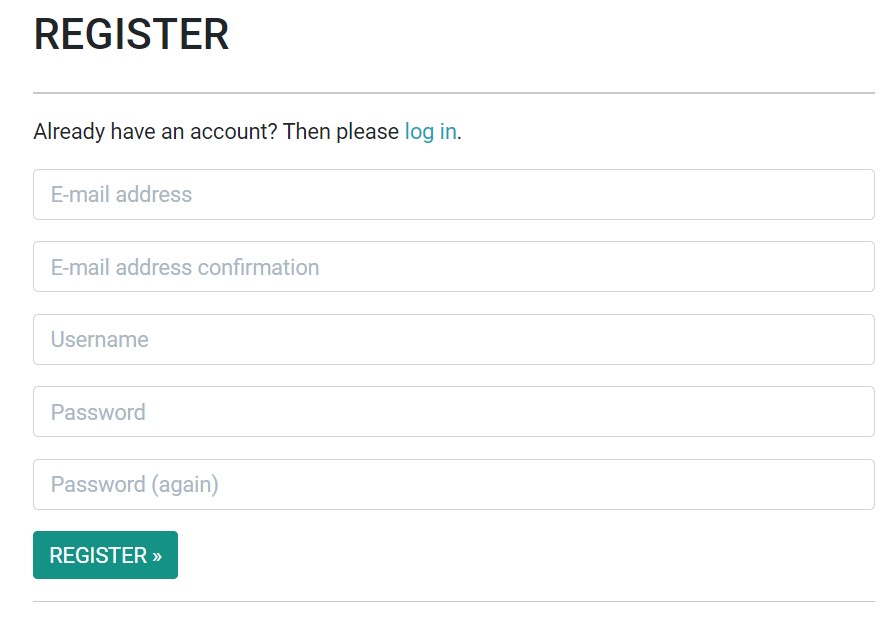 REGISTER
Already have an account? Then please log in.
E-mail address
E-mail address confirmation
Username
Password
Password (again)
REGISTER »